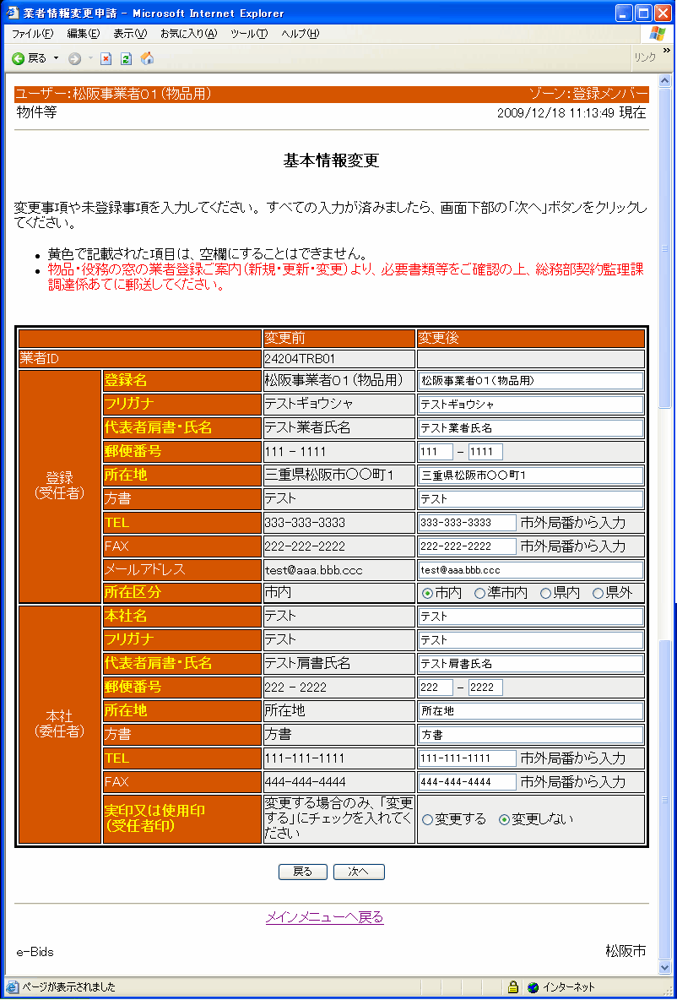 業者情報変更申請 - Microsoft Internet Explorer
ファイル(F) 編集(E) 表示(V) お気に入り(A) ツール(T) ヘルプ(H)
戻る リンク »
ユーザー：松阪事業者０１（物品用） ゾーン：登録メンバー
物件等 2009/12/18 11:13:49 現在
基本情報変更
変更事項や未登録事項を入力してください。すべての入力が済みましたら、画面下部の「次へ」ボタンをクリックし
てください。
• 黄色で記載された項目は、空欄にすることはできません。
• 物品・役務の窓の業者登録ご案内（新規・更新・変更）より、必要書類等をご確認の上、総務部契約監理課
調達係あてに郵送してください。
変更前 変更後
業者ID 24204TRB01
登録
（受任者）
登録名 松阪事業者０１（物品用） 松阪事業者０１（物品用）
フリガナ テストギョウシャ テストギョウシャ
代表者肩書・氏名 テスト業者氏名 テスト業者氏名
郵便番号 111 - 1111 111 - 1111
所在地 三重県松阪市〇〇町1 三重県松阪市〇〇町1
方書 テスト テスト
TEL 333-333-3333 333-333-3333 市外局番から入力
FAX 222-222-2222 222-222-2222 市外局番から入力
メールアドレス test@aaa.bbb.ccc test@aaa.bbb.ccc
所在区分 市内 市内 準市内 県内 県外
本社
（委任者）
本社名 テスト テスト
フリガナ テスト テスト
代表者肩書・氏名 テスト肩書氏名 テスト肩書氏名
郵便番号 222 - 2222 222 - 2222
所在地 所在地 所在地
方書 方書 方書
TEL 111-111-1111 111-111-1111 市外局番から入力
FAX 444-444-4444 444-444-4444 市外局番から入力
実印又は使用印
（受任者印）
変更する場合のみ、「変更
する」にチェックを入れてく
ださい
変更する 変更しない
戻る 次へ
メインメニューへ戻る
e-Bids 松阪市
ページが表示されました インターネット